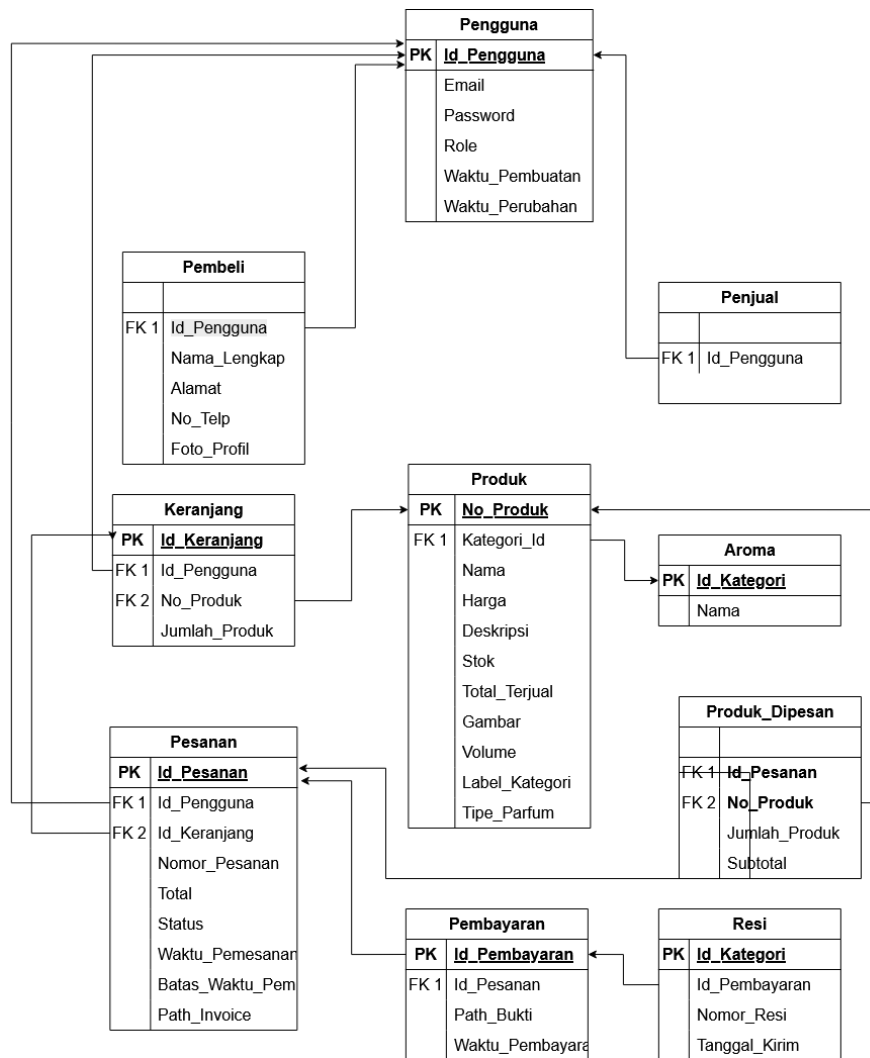 Pengguna
PK Id_Pengguna
Email
Password
Role
Waktu_Pembuatan
Waktu_Perubahan
Pembeli
FK 1 Id_Pengguna
Nama_Lengkap
Alamat
No_Telp
Foto_Profil
Penjual
FK 1 Id_Pengguna
Keranjang
PK Id_Keranjang
FK 1 Id_Pengguna
FK 2 No_Produk
Jumlah_Produk
Produk
PK No_Produk
FK 1 Kategori_Id
Nama
Harga
Deskripsi
Stok
Total_Terjual
Gambar
Volume
Label_Kategori
Tipe_Parfum
Aroma
PK Id_Kategori
Nama
Produk_Dipesan
FK 1 Id_Pesanan
FK 2 No_Produk
Jumlah_Produk
Subtotal
Pesanan
PK Id_Pesanan
FK 1 Id_Pengguna
FK 2 Id_Keranjang
Nomor_Pesanan
Total
Status
Waktu_Pemesanan
Batas_Waktu_Pem
Path_Invoice
Pembayaran
PK Id_Pembayaran
FK 1 Id_Pesanan
Path_Bukti
Waktu_Pembayara
Resi
PK Id_Kategori
Id_Pembayaran
Nomor_Resi
Tanggal_Kirim